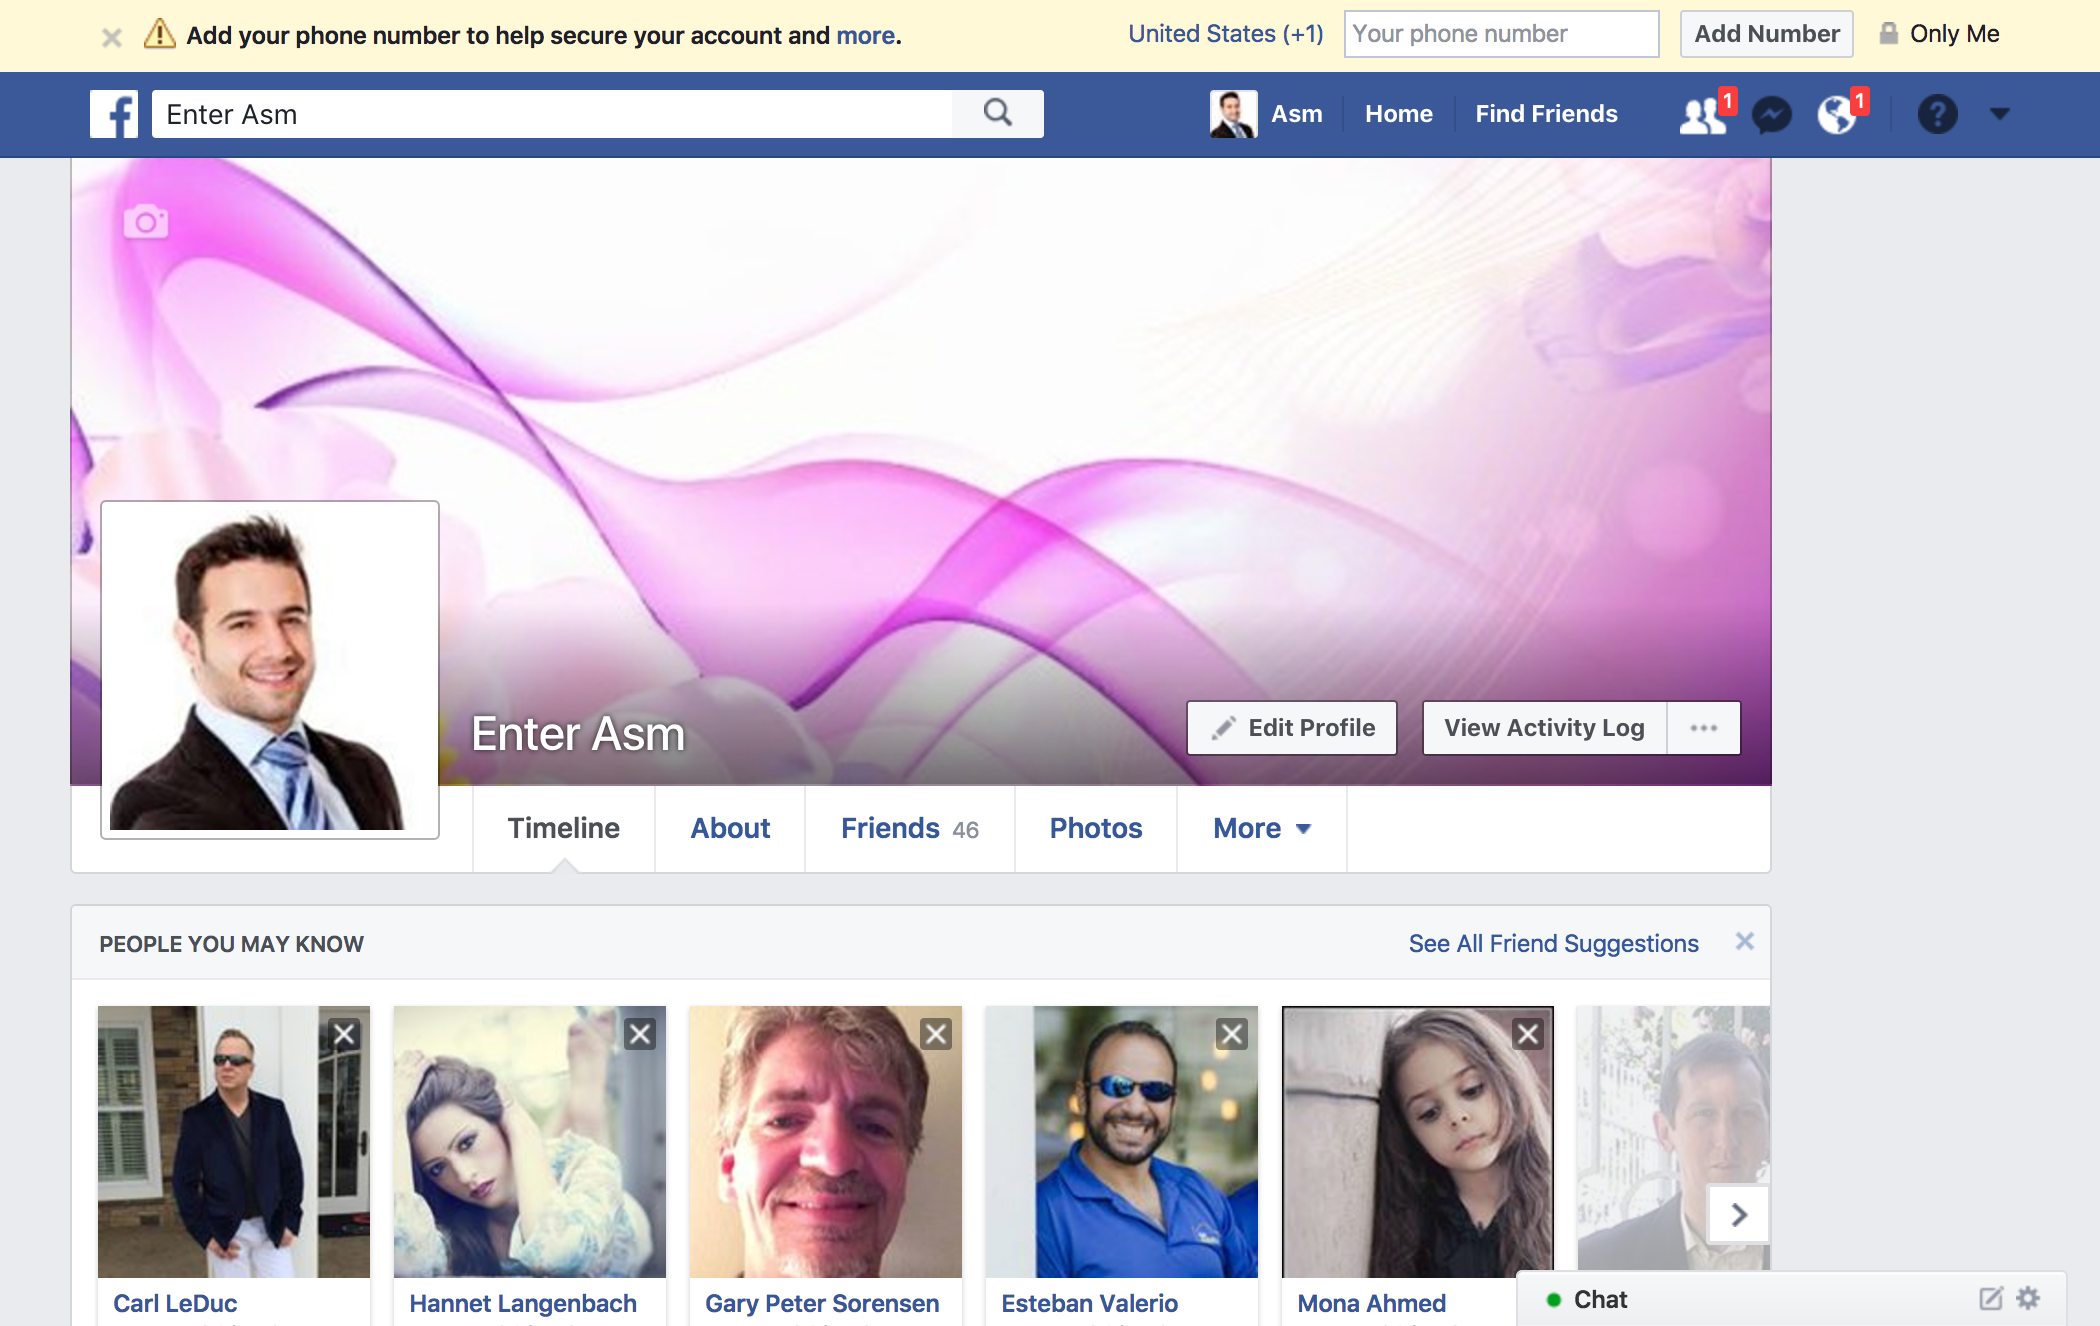 Add your phone number to help secure your account and more.
United States (+1)
Your phone number
Add Number
Only Me
Enter Asm
Asm
Home
Find Friends
1
1
?
Enter Asm
Edit Profile
View Activity Log
Timeline
About
Friends 46
Photos
More
PEOPLE YOU MAY KNOW
See All Friend Suggestions
Carl LeDuc
Hannet Langenbach
Gary Peter Sorensen
Esteban Valerio
Mona Ahmed
Chat